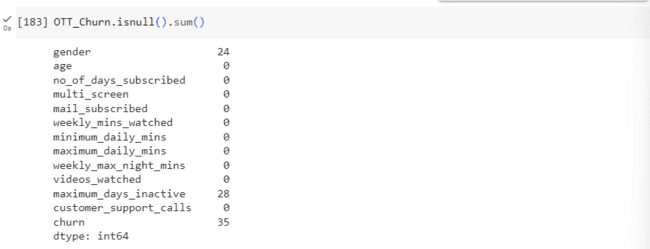 [183] OTT_Churn.isnull().sum()
0s
gender 24
age 0
no_of_days_subscribed 0
multi_screen 0
mail_subscribed 0
weekly_mins_watched 0
minimum_daily_mins 0
maximum_daily_mins 0
weekly_max_night_mins 0
videos_watched 0
maximum_days_inactive 28
customer_support_calls 0
churn 35
dtype: int64